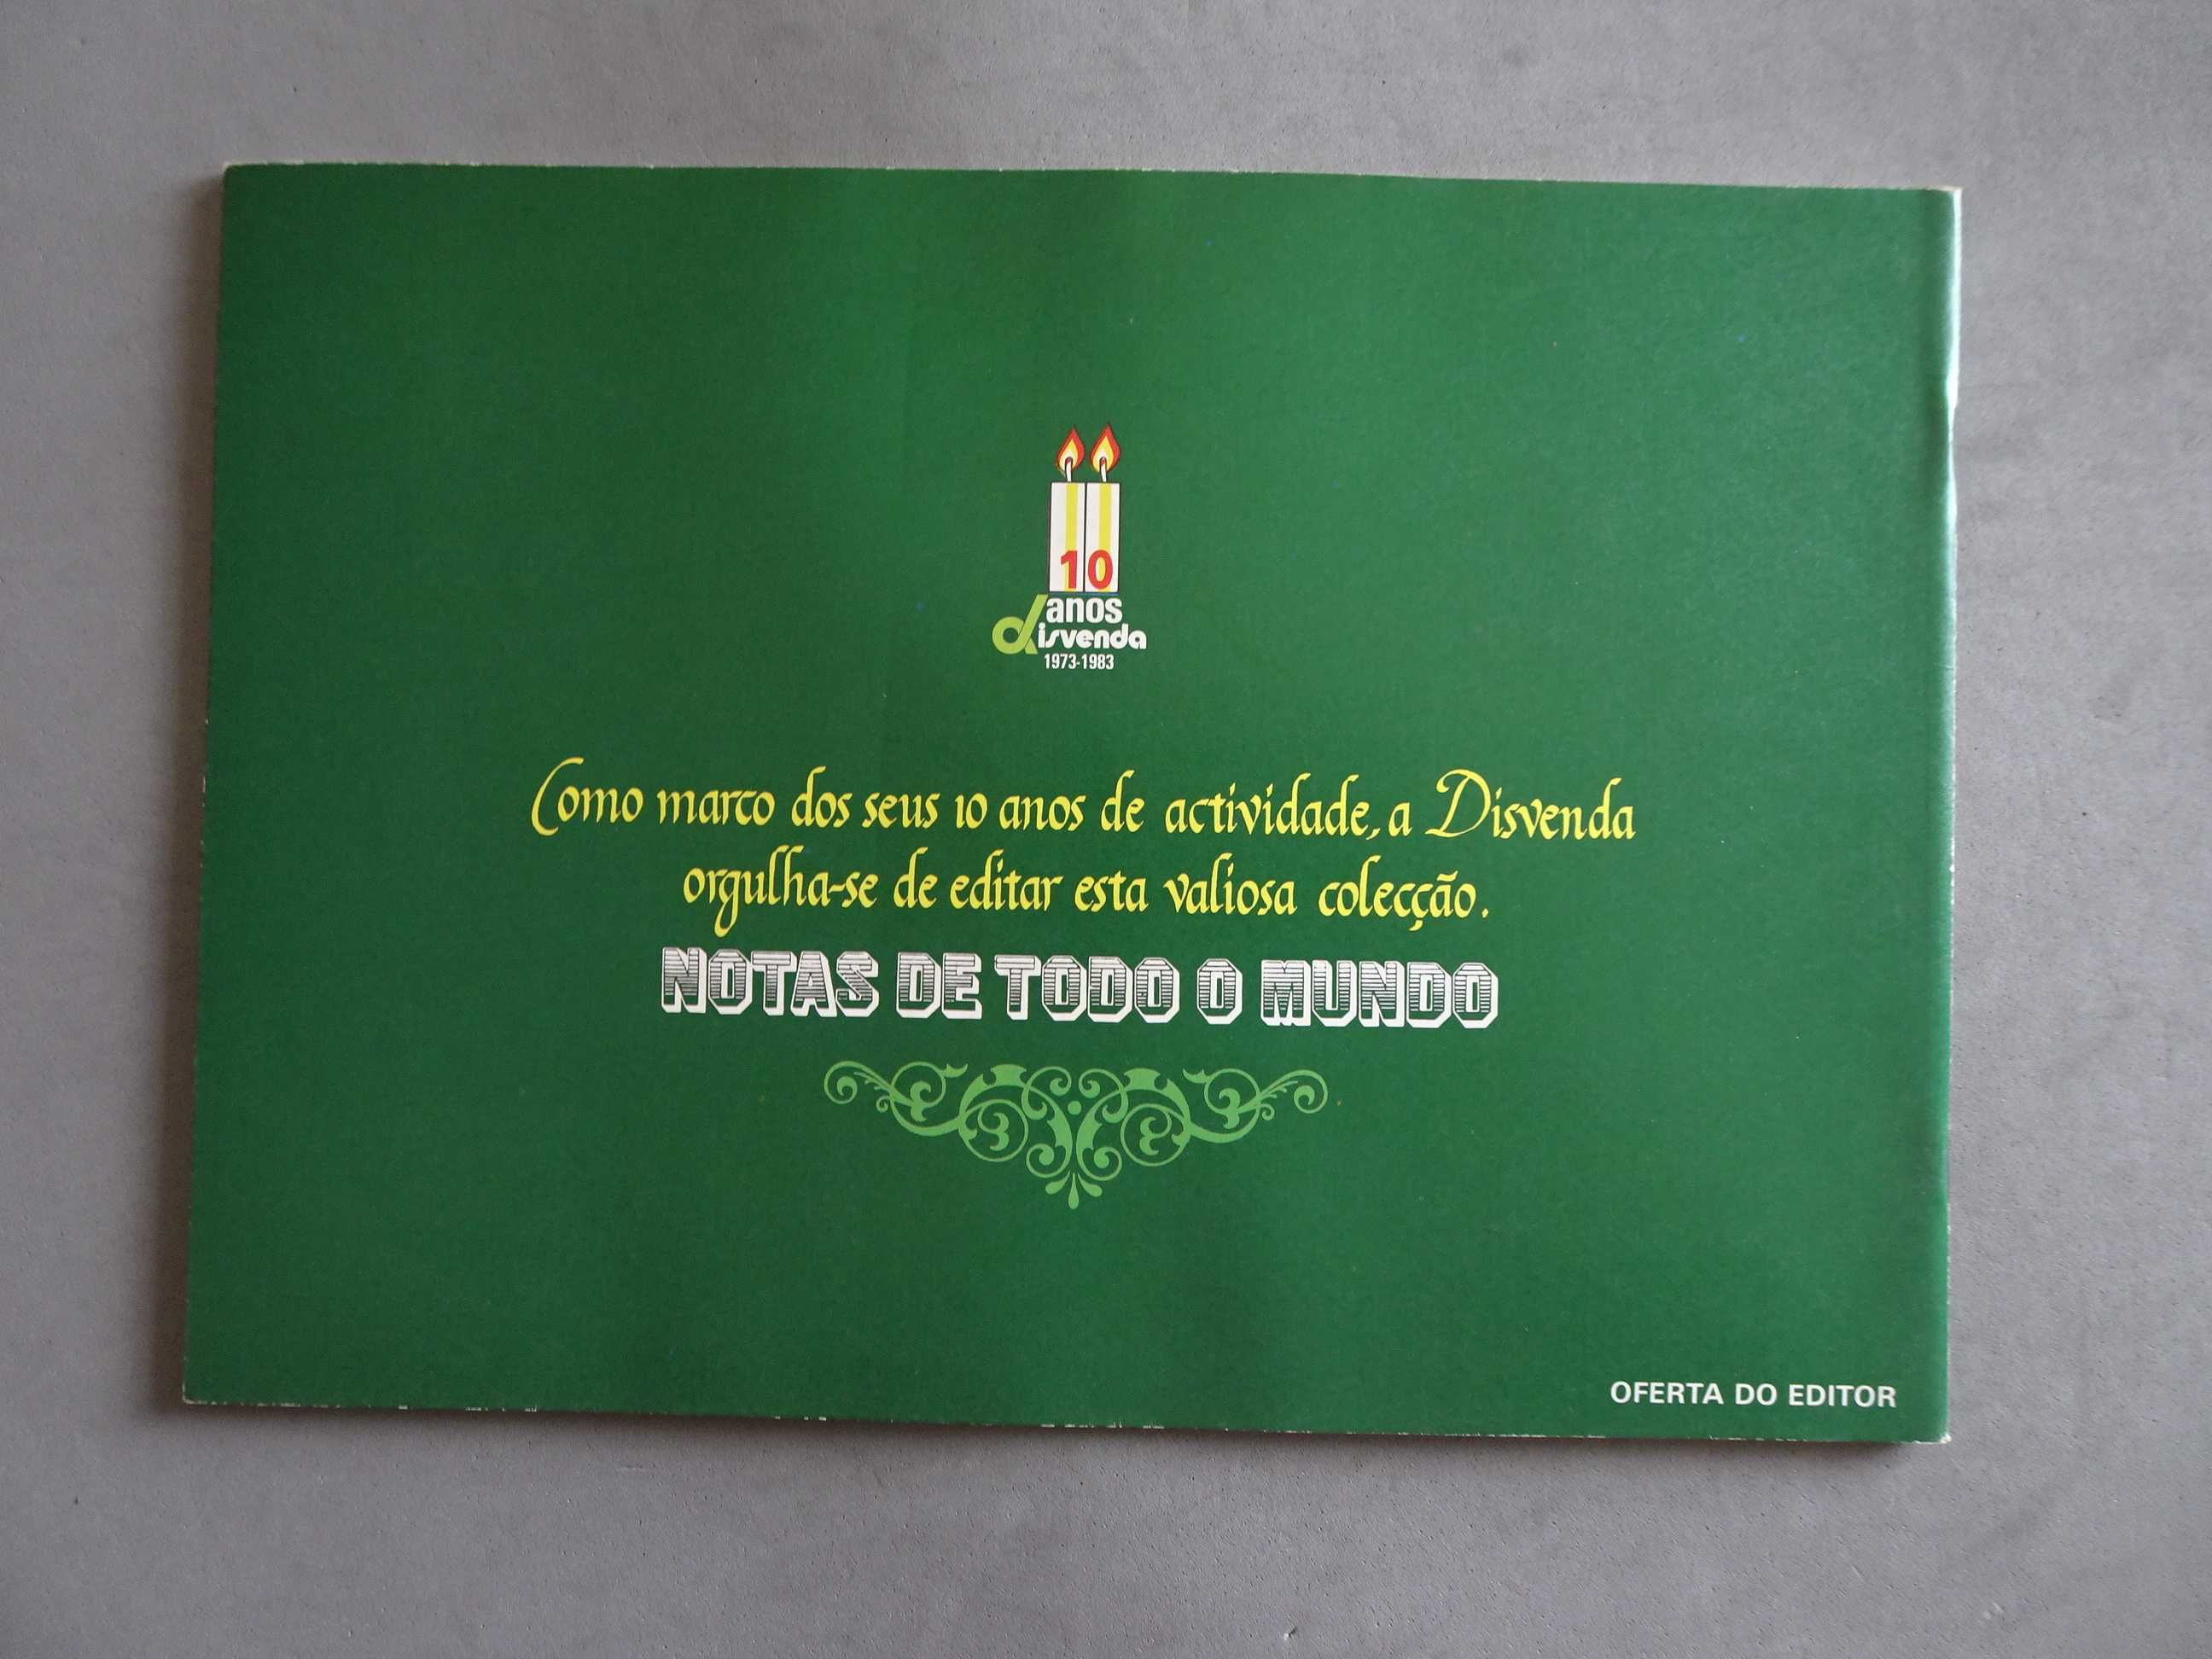 10
anos
disvenda
1973-1983
Como marco dos seus 10 anos de actividade, a Disvenda
orgulha-se de editar esta valiosa colecção.
NOTAS DE TODO O MUNDO
OFERTA DO EDITOR